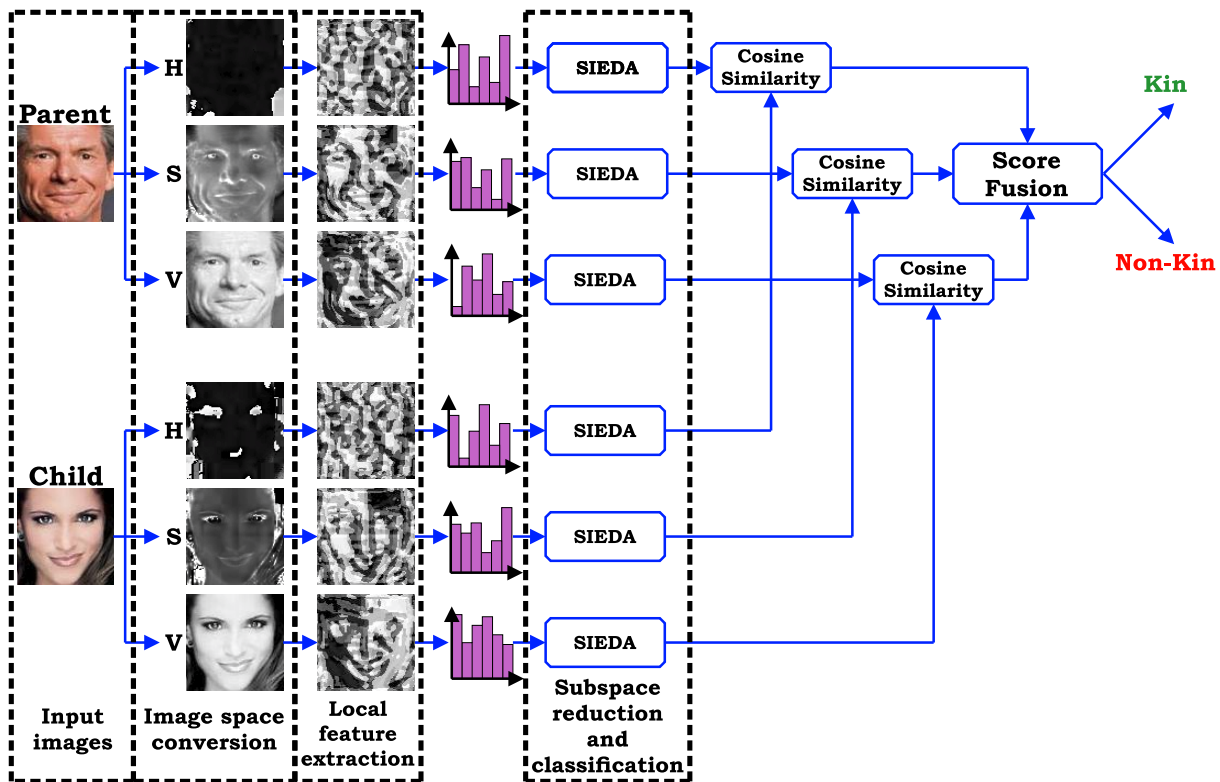 Parent
H
S
V
SIEDA
SIEDA
SIEDA
Cosine
Similarity
Cosine
Similarity
Cosine
Similarity
Score
Fusion
Kin
Non-Kin
Child
H
S
V
SIEDA
SIEDA
SIEDA
Input
images
Image space
conversion
Local
feature
extraction
Subspace
reduction
and
classification